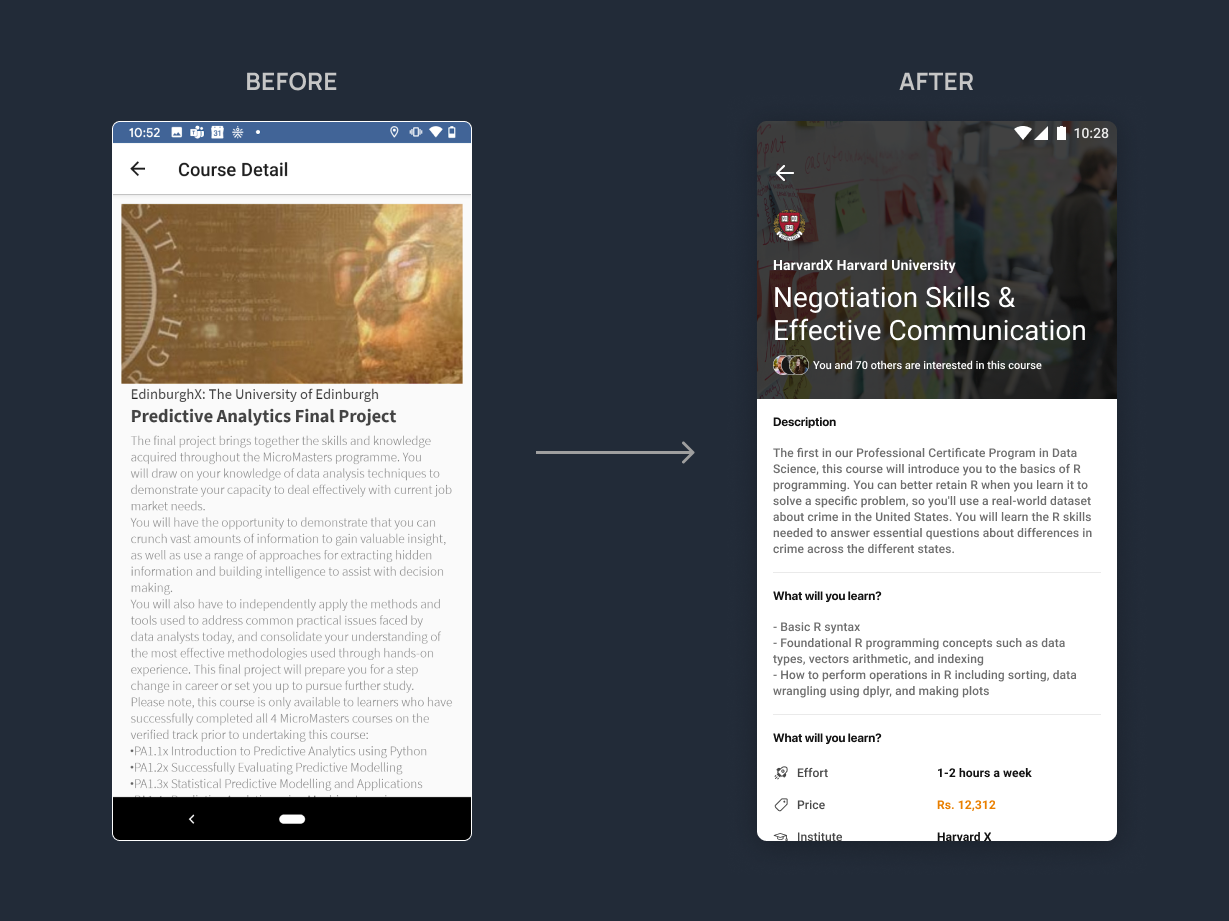 BEFORE
10:52
31
Course Detail
SITY
RGH
EdinburghX: The University of Edinburgh
Predictive Analytics Final Project
The final project brings together the skills and knowledge
acquired throughout the MicroMasters programme. You
will draw on your knowledge of data analysis techniques to
demonstrate your capacity to deal effectively with current job
market needs.
You will have the opportunity to demonstrate that you can
crunch vast amounts of information to gain valuable insight,
as well as use a range of approaches for extracting hidden
information and building intelligence to assist with decision
making.
You will also have to independently apply the methods and
tools used to address common practical issues faced by
data analysts today, and consolidate your understanding of
the most effective methodologies used through hands-on
experience. This final project will prepare you for a step
change in career or set you up to pursue further study.
Please note, this course is only available to learners who have
successfully completed all 4 MicroMasters courses on the
verified track prior to undertaking this course:
•PA1.1x Introduction to Predictive Analytics using Python
•PA1.2x Successfully Evaluating Predictive Modelling
•PA1.3x Statistical Predictive Modelling and Applications
AFTER
10:28
HarvardX Harvard University
Negotiation Skills &
Effective Communication
You and 70 others are interested in this course
Description
The first in our Professional Certificate Program in Data
Science, this course will introduce you to the basics of R
programming. You can better retain R when you learn it to
solve a specific problem, so you'll use a real-world dataset
about crime in the United States. You will learn the R skills
needed to answer essential questions about differences in
crime across the different states.
What will you learn?
- Basic R syntax
- Foundational R programming concepts such as data
types, vectors arithmetic, and indexing
- How to perform operations in R including sorting, data
wrangling using dplyr, and making plots
What will you learn?
Effort 1-2 hours a week
Price Rs. 12,312
Institute Harvard X